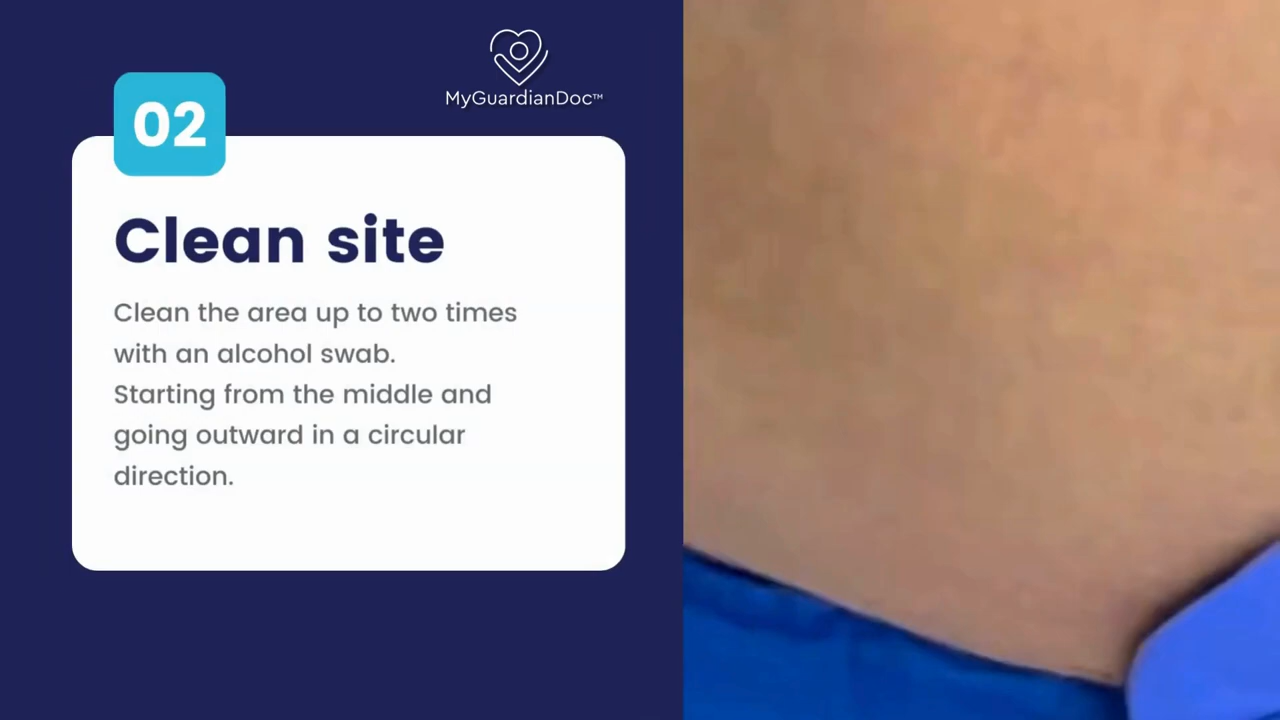 MyGuardianDoc™
02
Clean site
Clean the area up to two times
with an alcohol swab.
Starting from the middle and
going outward in a circular
direction.